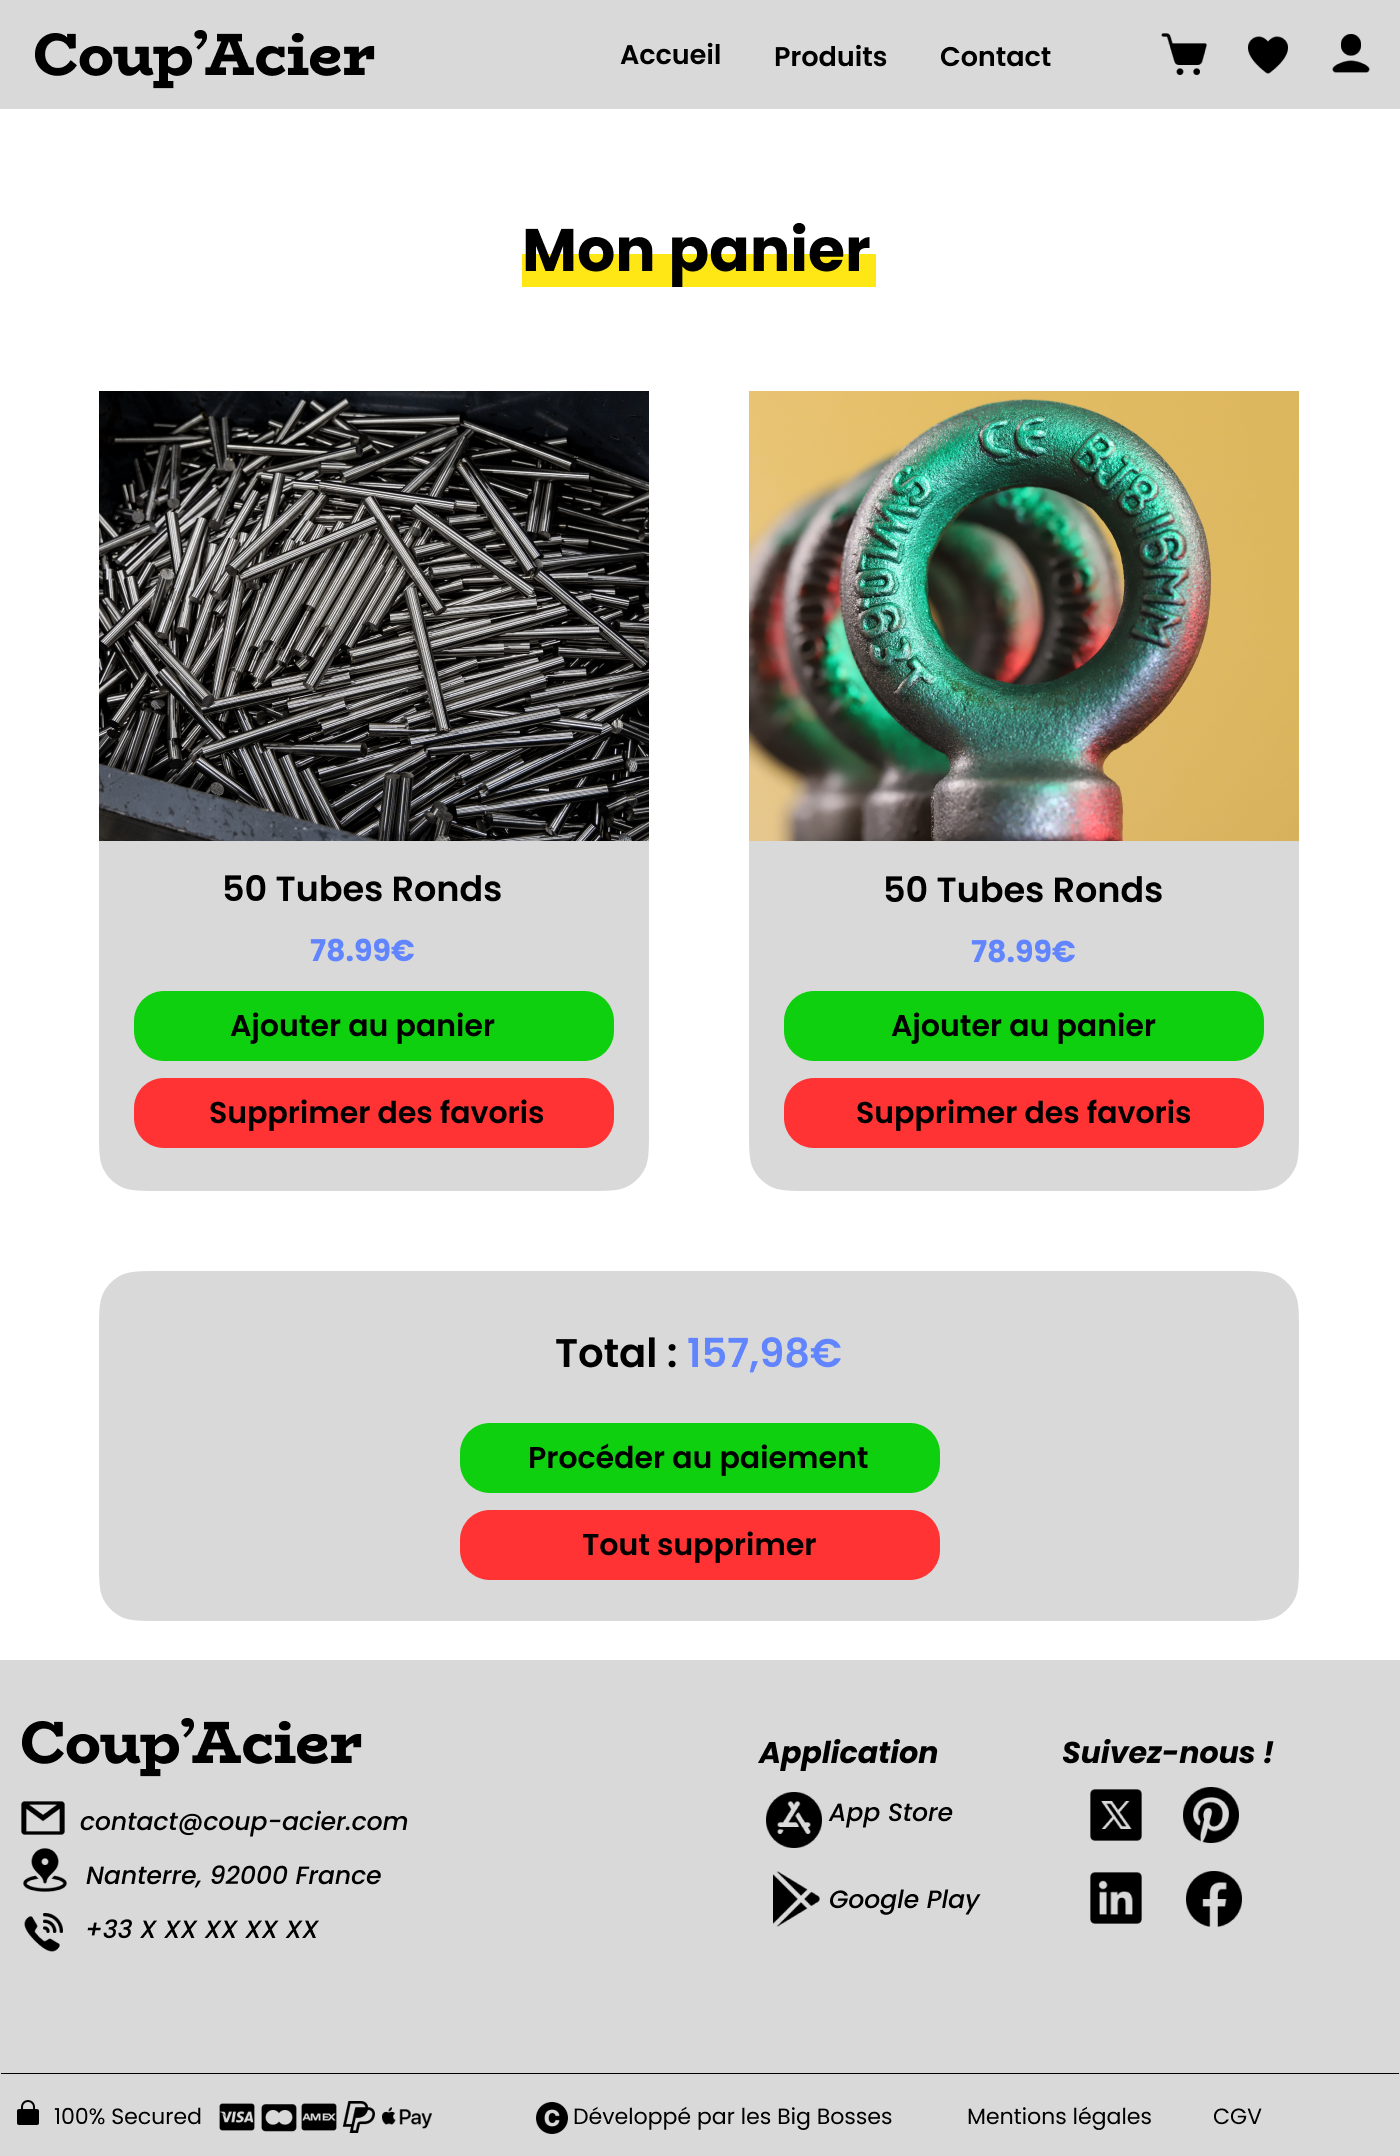 Coup’Acier
Accueil
Produits
Contact
Mon panier
CE BJ8 16MM
50 Tubes Ronds
78.99€
Ajouter au panier
Supprimer des favoris
50 Tubes Ronds
78.99€
Ajouter au panier
Supprimer des favoris
Total : 157,98€
Procéder au paiement
Tout supprimer
Coup’Acier
contact@coup-acier.com
Nanterre, 92000 France
+33 X XX XX XX XX
Application
App Store
Google Play
Suivez-nous !
100% Secured
VISA
AMEX
Pay
Développé par les Big Bosses
Mentions légales
CGV